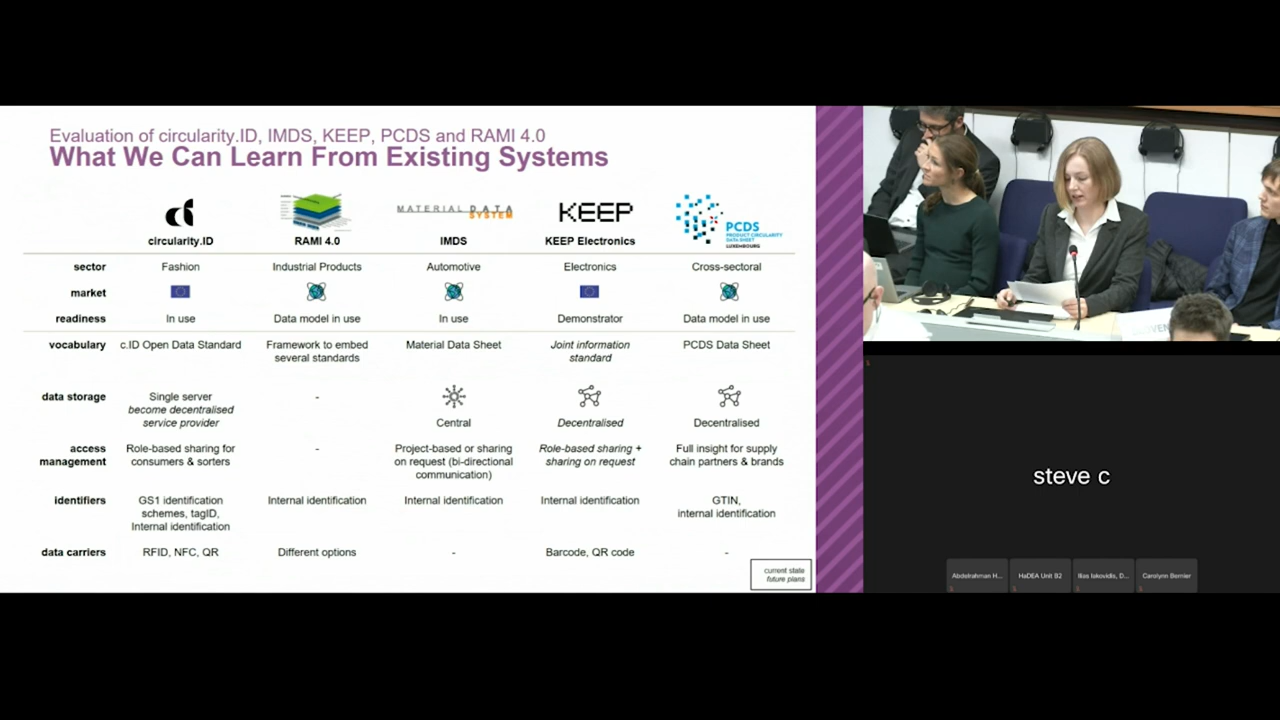 Evaluation of circularity.ID, IMDS, KEEP, PCDS and RAMI 4.0
What We Can Learn From Existing Systems
MATERIAL DATA SYSTEM
KEEP
PCDS
PRODUCT CIRCULARITY
DATA SHEET
LUXEMBOURG
circularity.ID RAMI 4.0 IMDS KEEP Electronics
sector Fashion Industrial Products Automotive Electronics Cross-sectoral
market
readiness In use Data model in use In use Demonstrator Data model in use
vocabulary c.ID Open Data Standard Framework to embed Material Data Sheet Joint information PCDS Data Sheet
several standards standard
data storage Single server -
become decentralised
service provider Central Decentralised Decentralised
access Role-based sharing for - Project-based or sharing Role-based sharing + Full insight for supply
management consumers & sorters on request (bi-directional sharing on request chain partners & brands
communication)
identifiers GS1 identification Internal identification Internal identification Internal identification GTIN,
schemes, tagID, internal identification
Internal identification
data carriers RFID, NFC, QR Different options - Barcode, QR code -
current state
future plans
steve c
Abdelrahman H... HaDEA Unit B2 Ilias Iakovidis, D... Carolynn Bernier